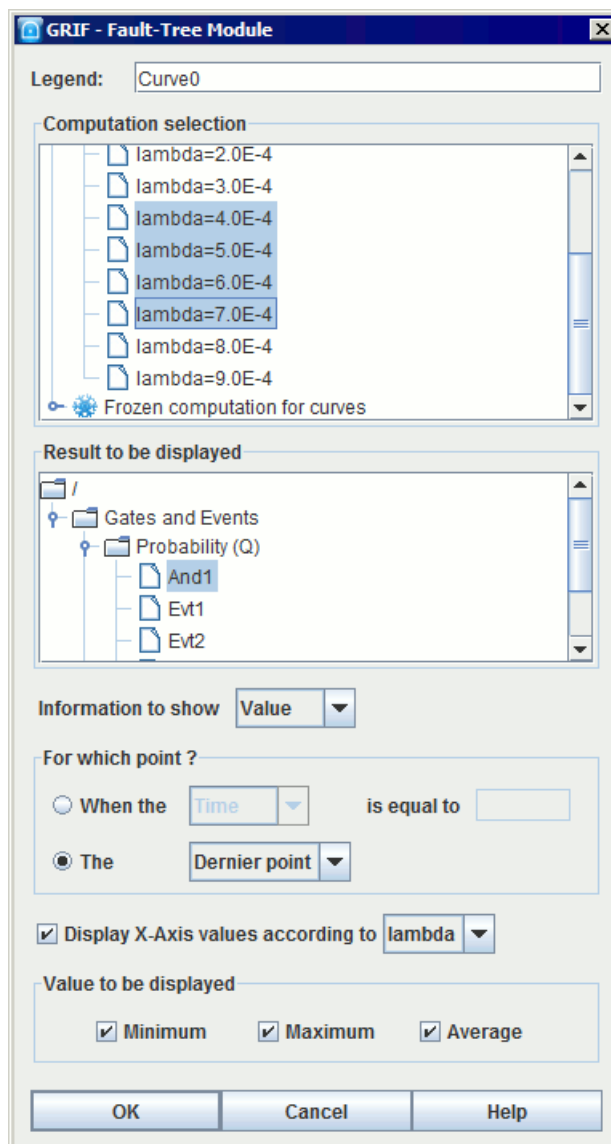 GRIF - Fault-Tree Module
Legend: Curve0
Computation selection
lambda=2.0E-4
lambda=3.0E-4
lambda=4.0E-4
lambda=5.0E-4
lambda=6.0E-4
lambda=7.0E-4
lambda=8.0E-4
lambda=9.0E-4
Frozen computation for curves
Result to be displayed
/
Gates and Events
Probability (Q)
And1
Evt1
Evt2
Information to show Value
For which point ?
When the Time is equal to
The Dernier point
Display X-Axis values according to lambda
Value to be displayed
Minimum Maximum Average
OK Cancel Help